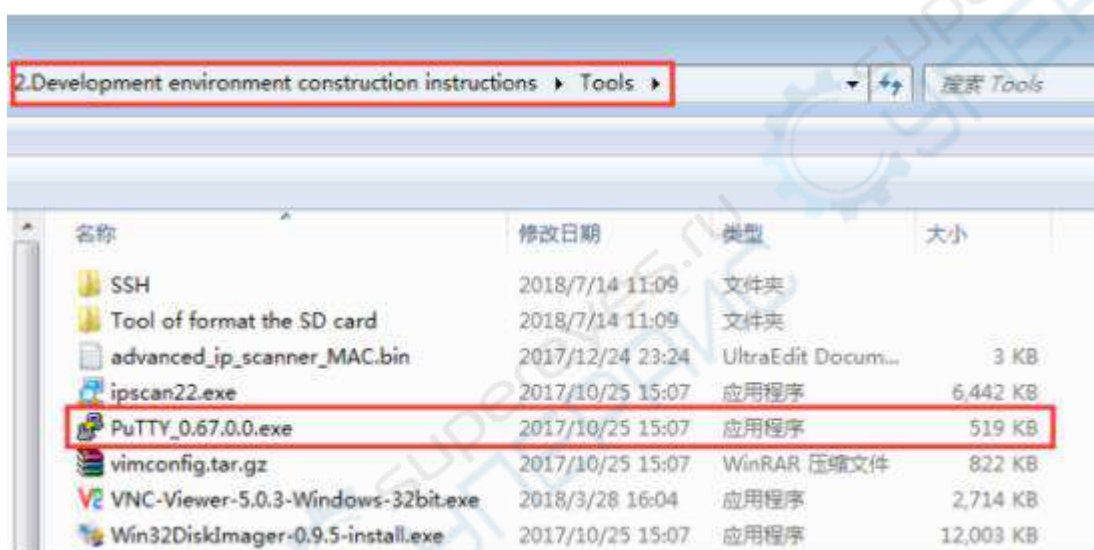 2.Development environment construction instructions ▸ Tools ▸ 搜索 Tools
名称 修改日期 类型 大小
SSH 2018/7/14 11:09 文件夹
Tool of format the SD card 2018/7/14 11:09 文件夹
advanced_ip_scanner_MAC.bin 2017/12/24 23:24 UltraEdit Docum... 3 KB
ipscan22.exe 2017/10/25 15:07 应用程序 6,442 KB
PuTTY_0.67.0.0.exe 2017/10/25 15:07 应用程序 519 KB
vimconfig.tar.gz 2017/10/25 15:07 WinRAR 压缩文件 822 KB
VNC-Viewer-5.0.3-Windows-32bit.exe 2018/3/28 16:04 应用程序 2,714 KB
Win32DiskImager-0.9.5-install.exe 2017/10/25 15:07 应用程序 12,003 KB
supereyes.ru